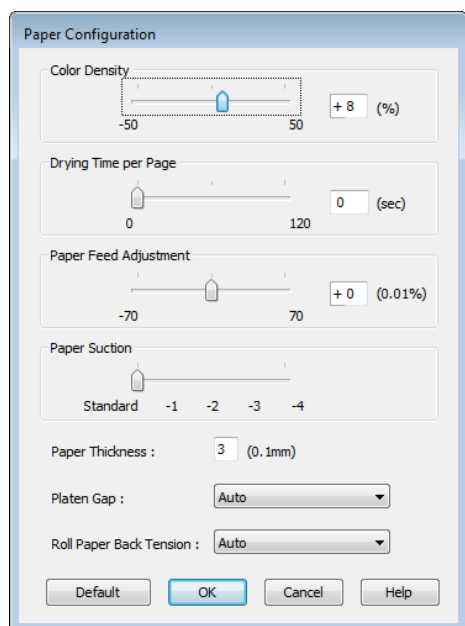 Paper Configuration
Color Density
+ 8 (%)
-50 50
Drying Time per Page
0 (sec)
0 120
Paper Feed Adjustment
+ 0 (0.01%)
-70 70
Paper Suction
Standard -1 -2 -3 -4
Paper Thickness : 3 (0.1mm)
Platen Gap : Auto
Roll Paper Back Tension : Auto
Default OK Cancel Help